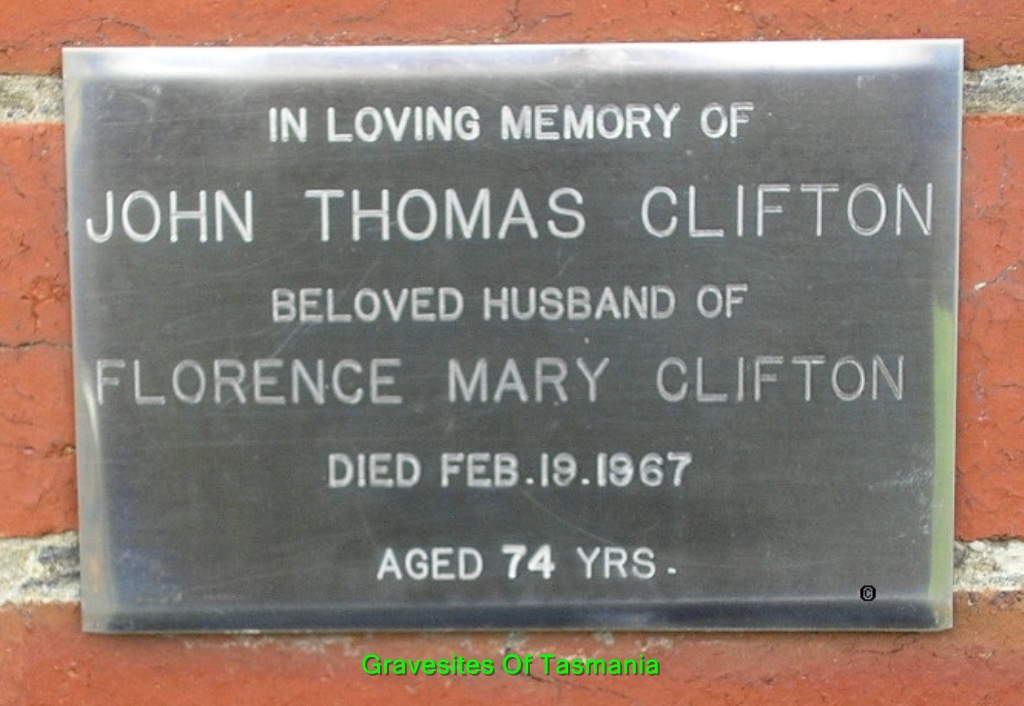 IN LOVING MEMORY OF
JOHN THOMAS CLIFTON
BELOVED HUSBAND OF
FLORENCE MARY CLIFTON
DIED FEB.19.1967
AGED 74 YRS.
©
Gravesites Of Tasmania